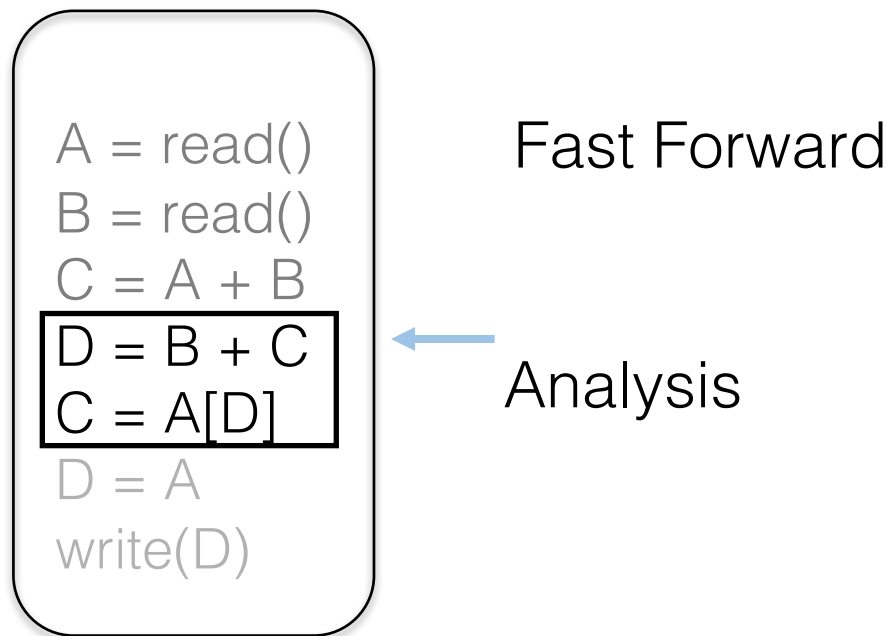 A = read()
B = read()
C = A + B
D = B + C
C = A[D]
D = A
write(D)
Fast Forward
Analysis